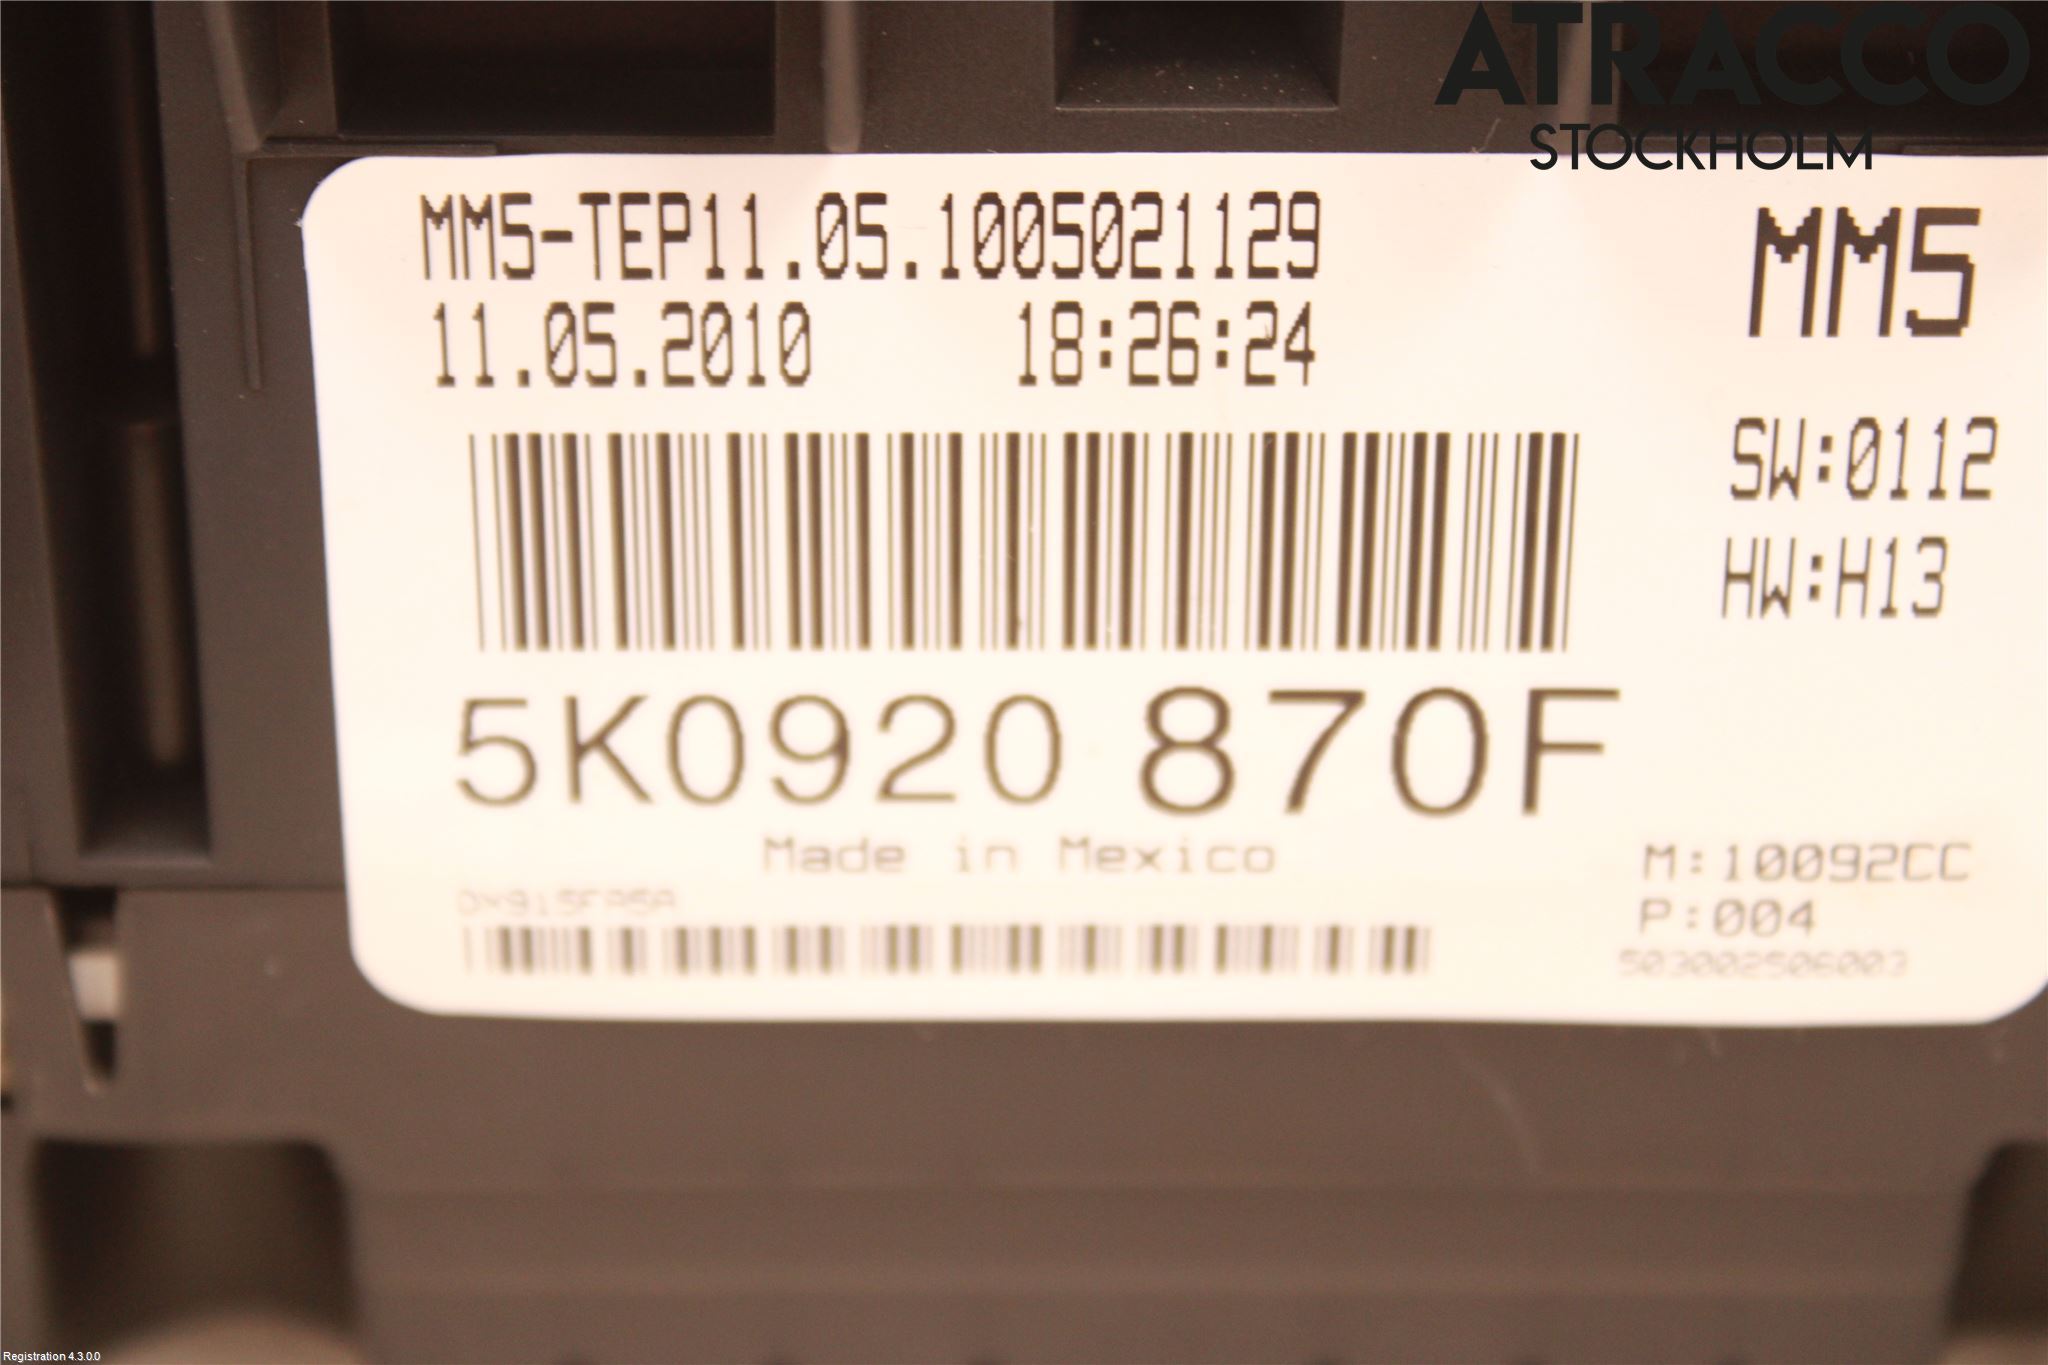 ATRACCO
STOCKHOLM
MM5-TEP11.05.1005021129
11.05.2010 18:26:24
MM5
SW:0112
HW:H13
5K0920 870F
Made in Mexico
M:10092CC
P:004
503002506003
Registration 4.3.0.0